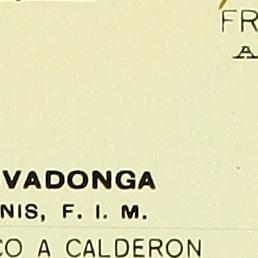 FR
A
VADONGA
NIS, F. I. M.
CO A CALDERON